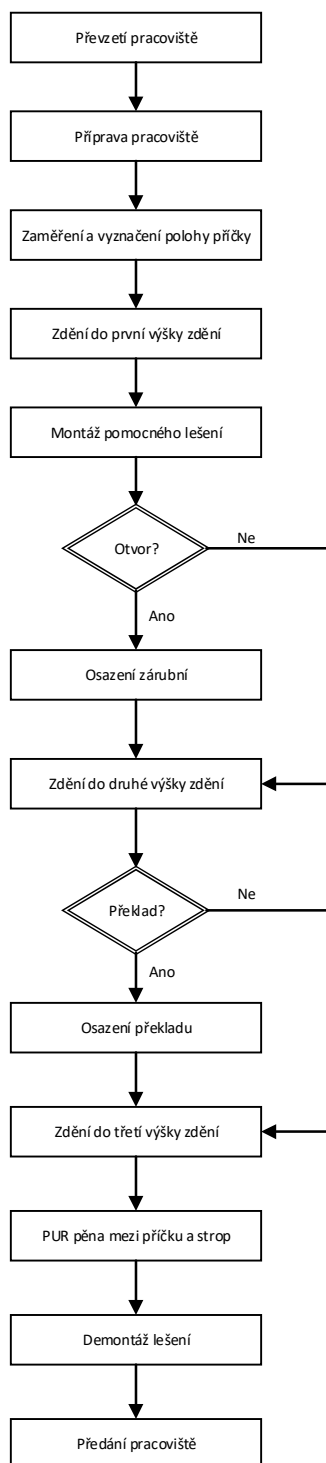 Převzetí pracoviště
Příprava pracoviště
Zaměření a vyznačení polohy příčky
Zdění do první výšky zdění
Montáž pomocného lešení
Otvor?
Ne
Ano
Osazení zárubní
Zdění do druhé výšky zdění
Překlad?
Ne
Ano
Osazení překladu
Zdění do třetí výšky zdění
PUR pěna mezi příčku a strop
Demontáž lešení
Předání pracoviště